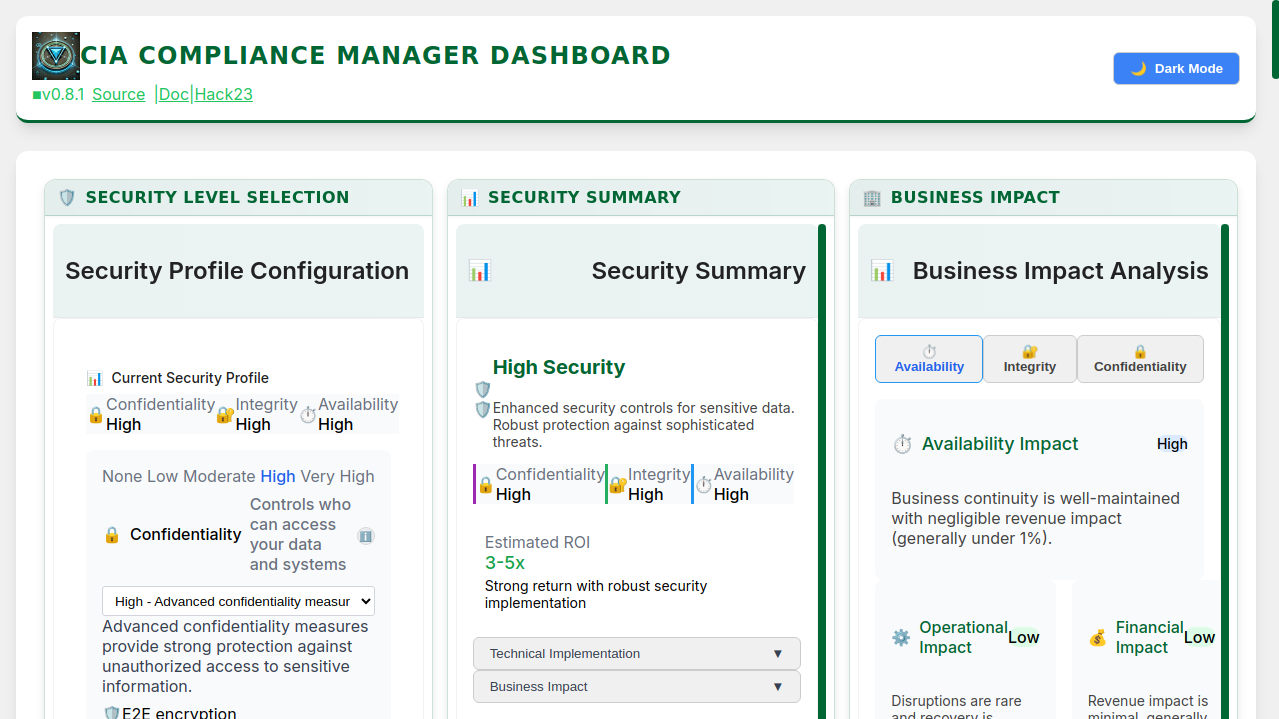 CIA COMPLIANCE MANAGER DASHBOARD
v0.8.1 Source |Doc|Hack23
Dark Mode
SECURITY LEVEL SELECTION
Security Profile Configuration
Current Security Profile
Confidentiality Integrity Availability
High High High
None Low Moderate High Very High
Confidentiality
Controls who
can access
your data
and systems
High - Advanced confidentiality measur
Advanced confidentiality measures
provide strong protection against
unauthorized access to sensitive
information.
E2E encryption
SECURITY SUMMARY
Security Summary
High Security
Enhanced security controls for sensitive data.
Robust protection against sophisticated
threats.
Confidentiality Integrity Availability
High High High
Estimated ROI
3-5x
Strong return with robust security
implementation
Technical Implementation ▼
Business Impact ▼
BUSINESS IMPACT
Business Impact Analysis
Availability Integrity Confidentiality
Availability Impact High
Business continuity is well-maintained
with negligible revenue impact
(generally under 1%).
Operational
Impact
Low
Disruptions are rare
and recovery is
Financial
Impact
Low
Revenue impact is
minimal, generally